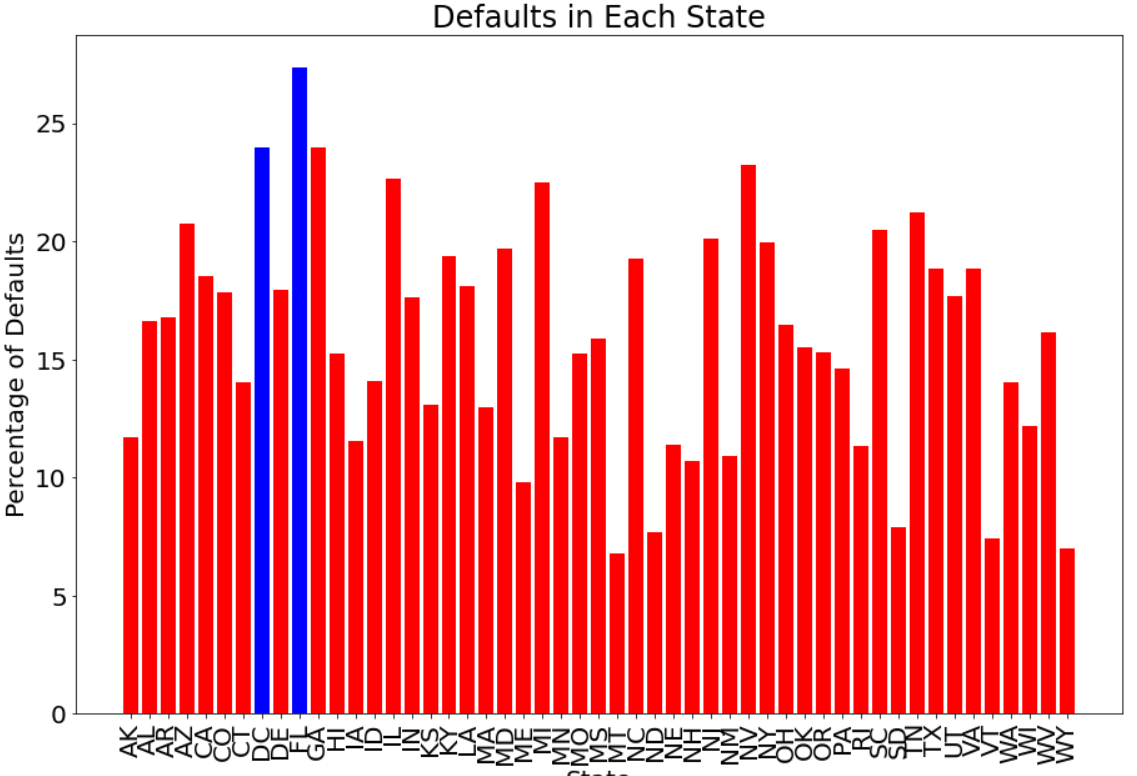 Defaults in Each State
Percentage of Defaults
25
20
15
10
5
0
AK AL AR AZ CA CO CT DC DE FL GA HI IA ID IL IN KS KY LA MA MD ME MI MN MO MS MT NC ND NE NH NJ NM NV NY OH OK OR PA RI SC SD TN TX UT VA VT WA WI WV WY
State